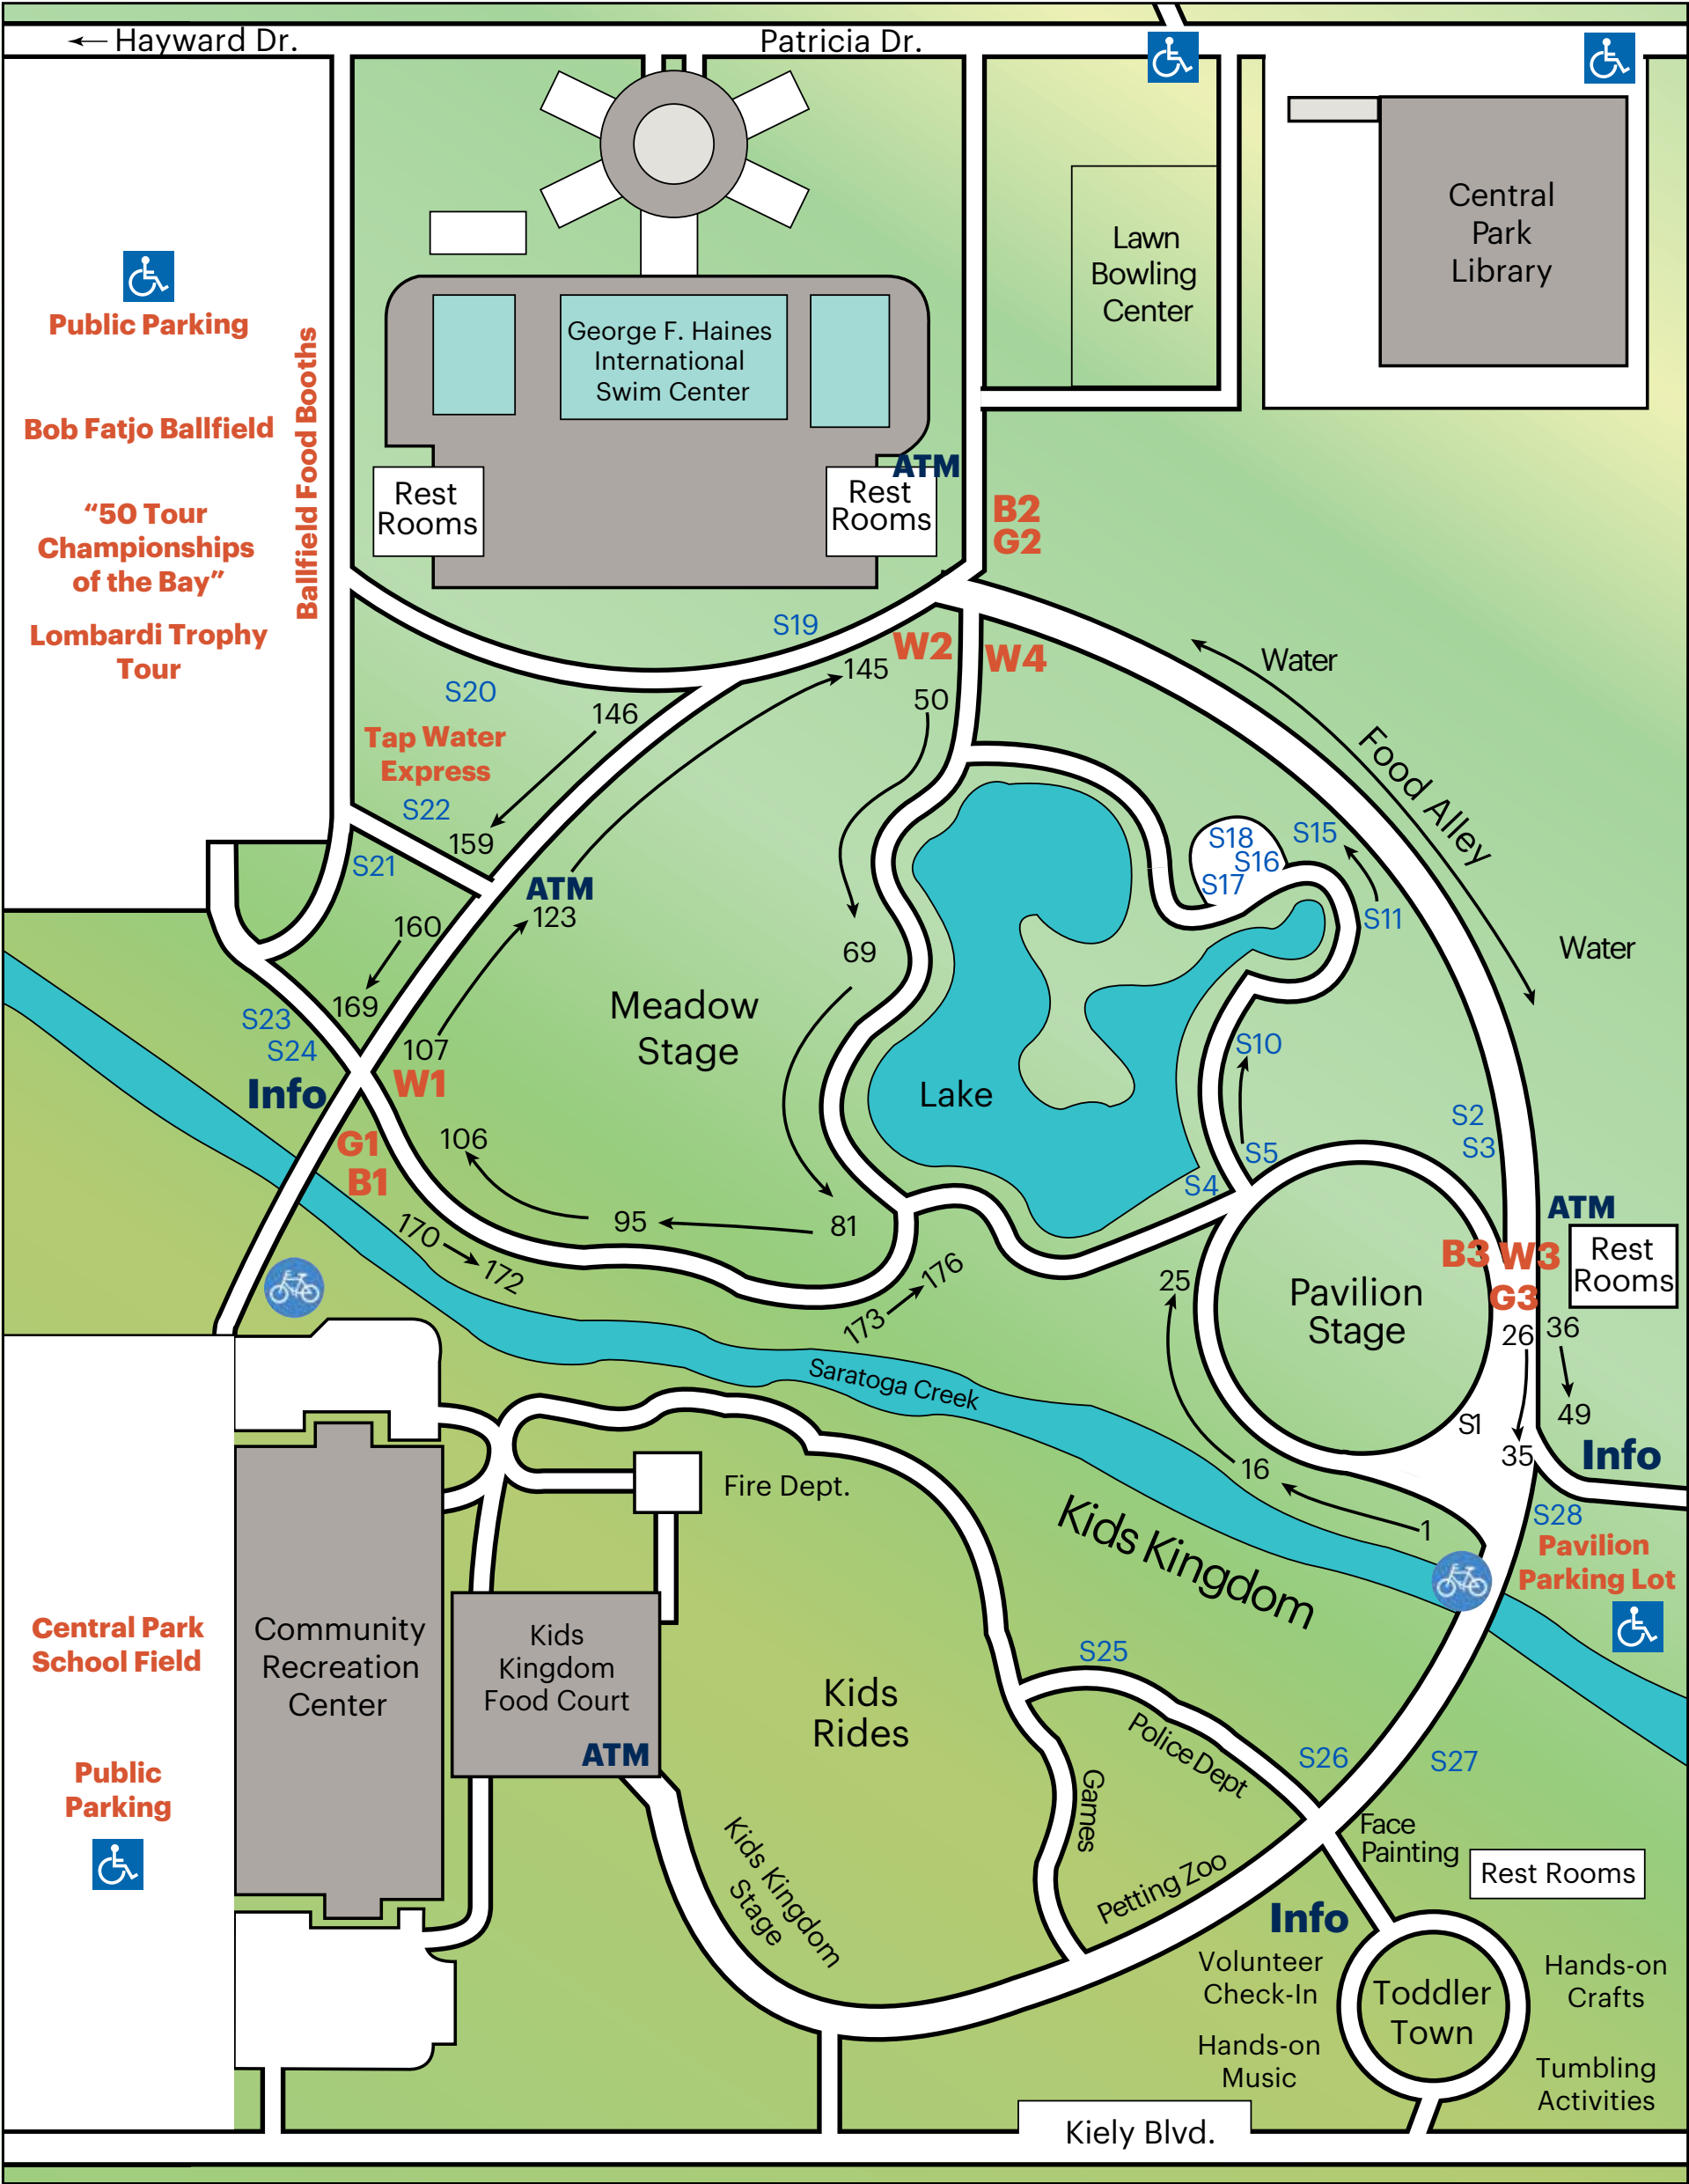 Hayward Dr.
Patricia Dr.
Central
Park
Library
Lawn
Bowling
Center
Public Parking
Bob Fatjo Ballfield
“50 Tour
Championships
of the Bay”
Lombardi Trophy
Tour
Ballfield Food Booths
George F. Haines
International
Swim Center
ATM
Rest
Rooms
Rest
Rooms
B2
G2
S19
W2
W4
145
50
S20
146
Tap Water
Express
S22
159
S21
ATM
123
160
169
S23
S24
107
Info
W1
G1
B1
106
170
172
95
81
69
173
176
Meadow
Stage
Lake
Water
Food Alley
Water
S18
S16
S17
S15
S11
S10
S5
S4
S2
S3
ATM
Rest
Rooms
B3
W3
G3
25
Pavilion
Stage
26
36
49
S1
35
Info
16
1
S28
Pavilion
Parking Lot
Saratoga Creek
Kids Kingdom
Fire Dept.
Central Park
School Field
Public
Parking
Community
Recreation
Center
Kids
Kingdom
Food Court
ATM
Kids
Rides
S25
Police Dept
S26
S27
Games
Petting Zoo
Kids Kingdom
Stage
Face
Painting
Rest Rooms
Info
Volunteer
Check-In
Hands-on
Music
Toddler
Town
Hands-on
Crafts
Tumbling
Activities
Kiely Blvd.